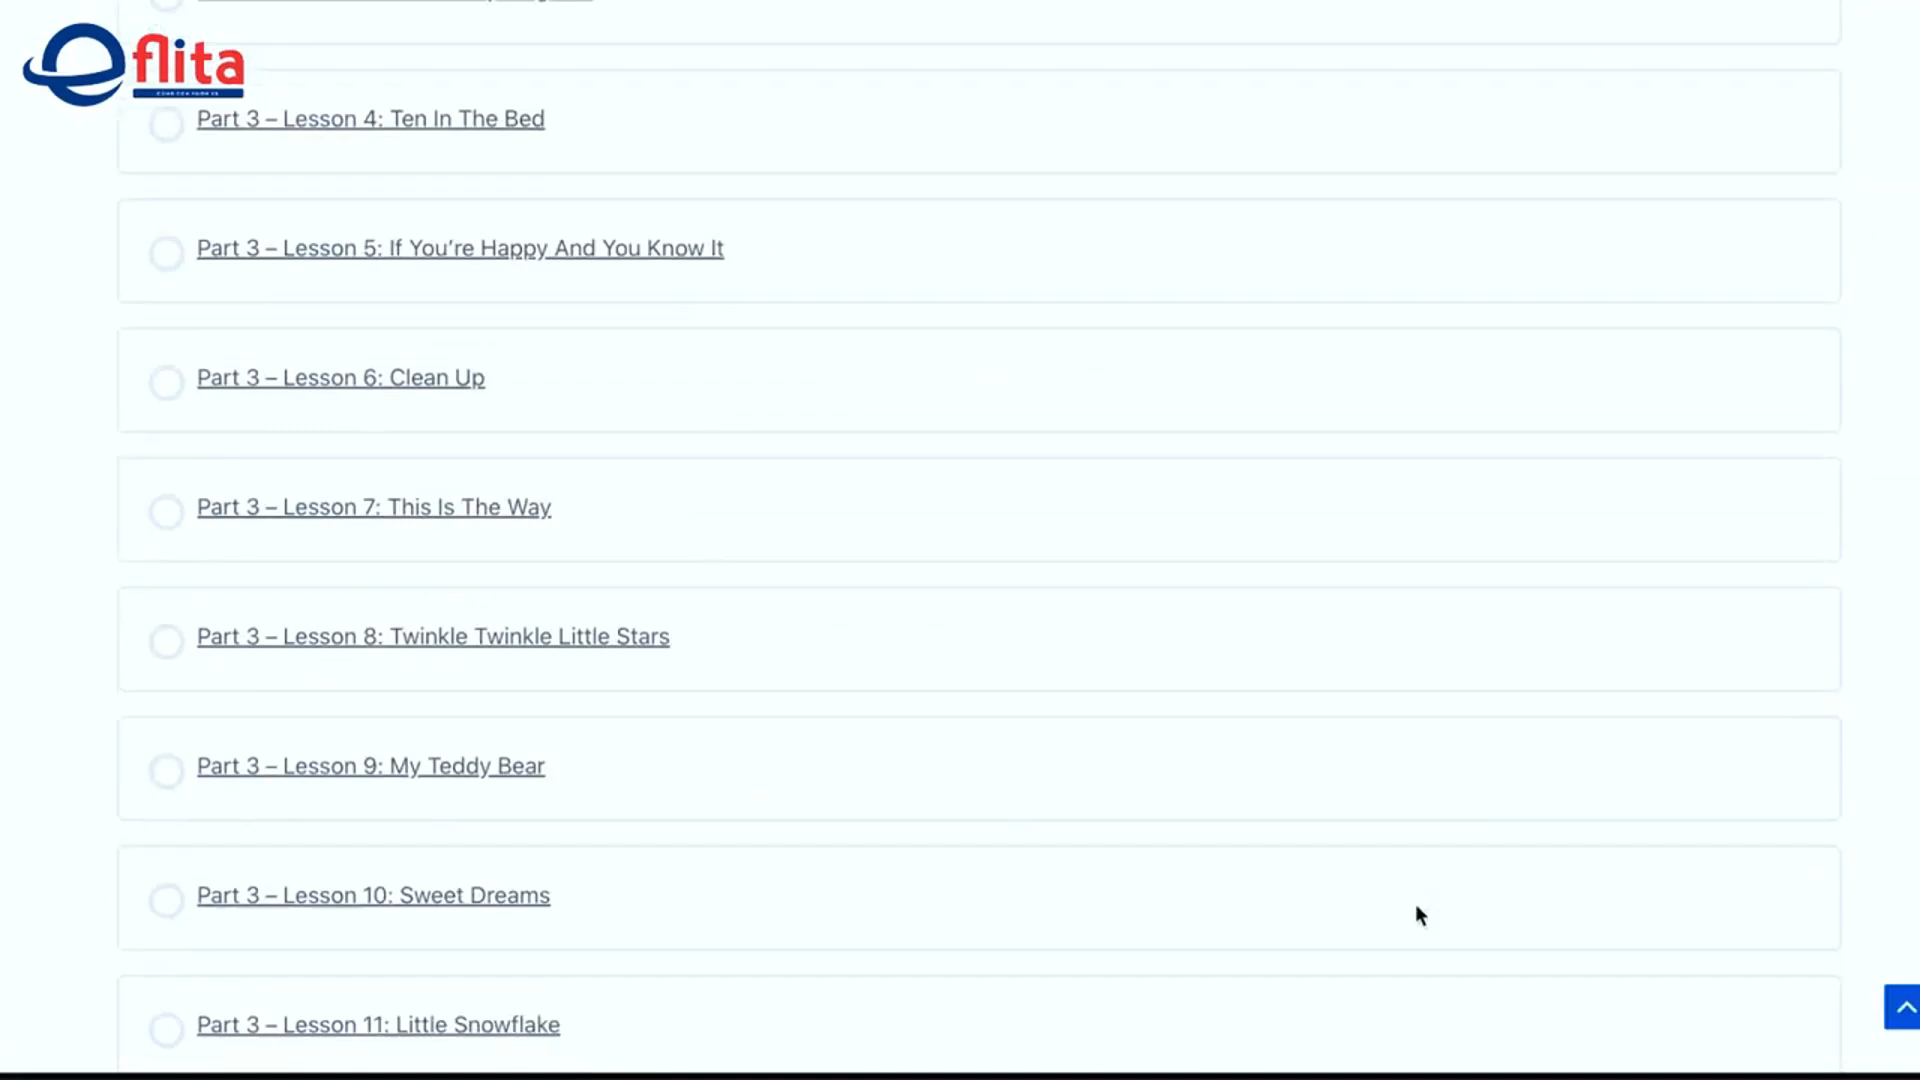 eflita
Part 3 – Lesson 4: Ten In The Bed
Part 3 – Lesson 5: If You’re Happy And You Know It
Part 3 – Lesson 6: Clean Up
Part 3 – Lesson 7: This Is The Way
Part 3 – Lesson 8: Twinkle Twinkle Little Stars
Part 3 – Lesson 9: My Teddy Bear
Part 3 – Lesson 10: Sweet Dreams
Part 3 – Lesson 11: Little Snowflake